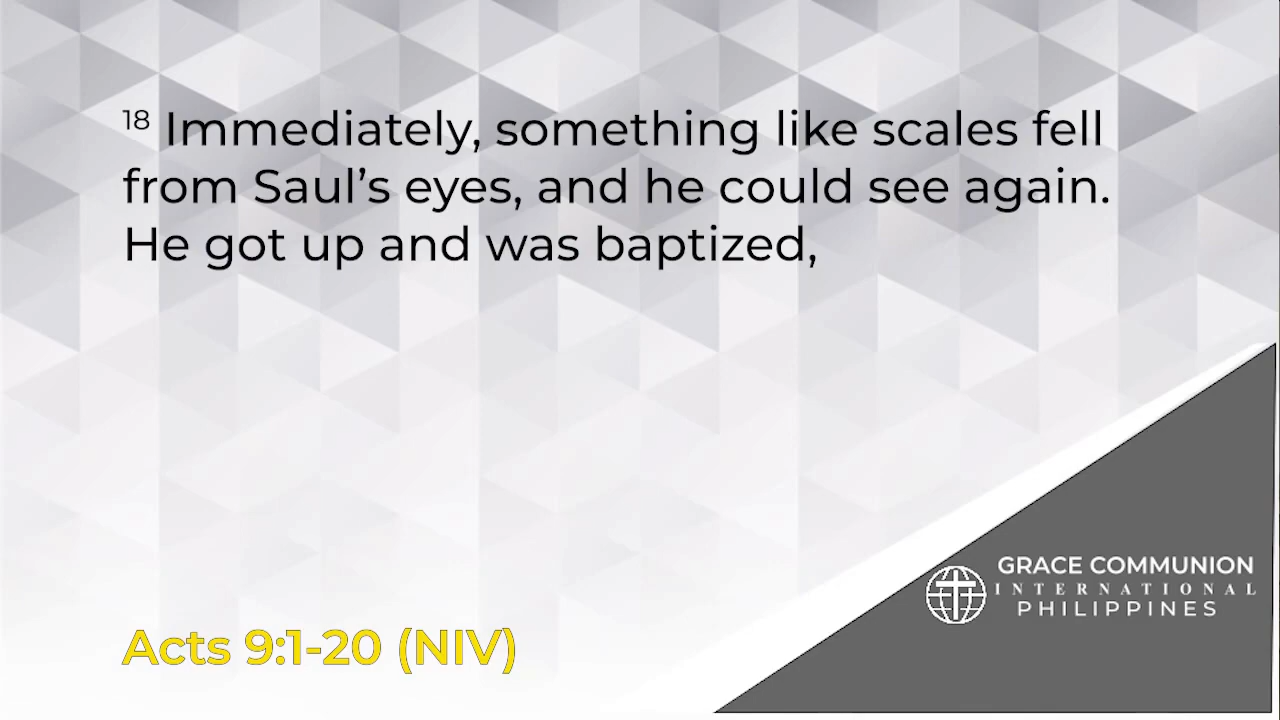 18 Immediately, something like scales fell
from Saul’s eyes, and he could see again.
He got up and was baptized,
GRACE COMMUNION
INTERNATIONAL
PHILIPPINES
Acts 9:1-20 (NIV)